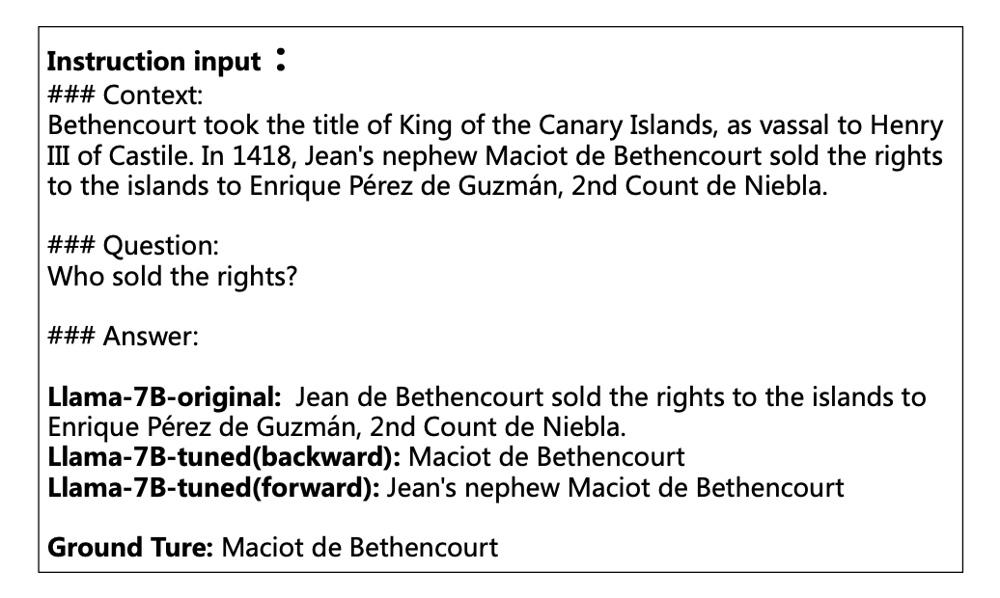 Instruction input :
### Context:
Bethencourt took the title of King of the Canary Islands, as vassal to Henry
III of Castile. In 1418, Jean's nephew Maciot de Bethencourt sold the rights
to the islands to Enrique Pérez de Guzmán, 2nd Count de Niebla.
### Question:
Who sold the rights?
### Answer:
Llama-7B-original: Jean de Bethencourt sold the rights to the islands to
Enrique Pérez de Guzmán, 2nd Count de Niebla.
Llama-7B-tuned(backward): Maciot de Bethencourt
Llama-7B-tuned(forward): Jean's nephew Maciot de Bethencourt
Ground Ture: Maciot de Bethencourt